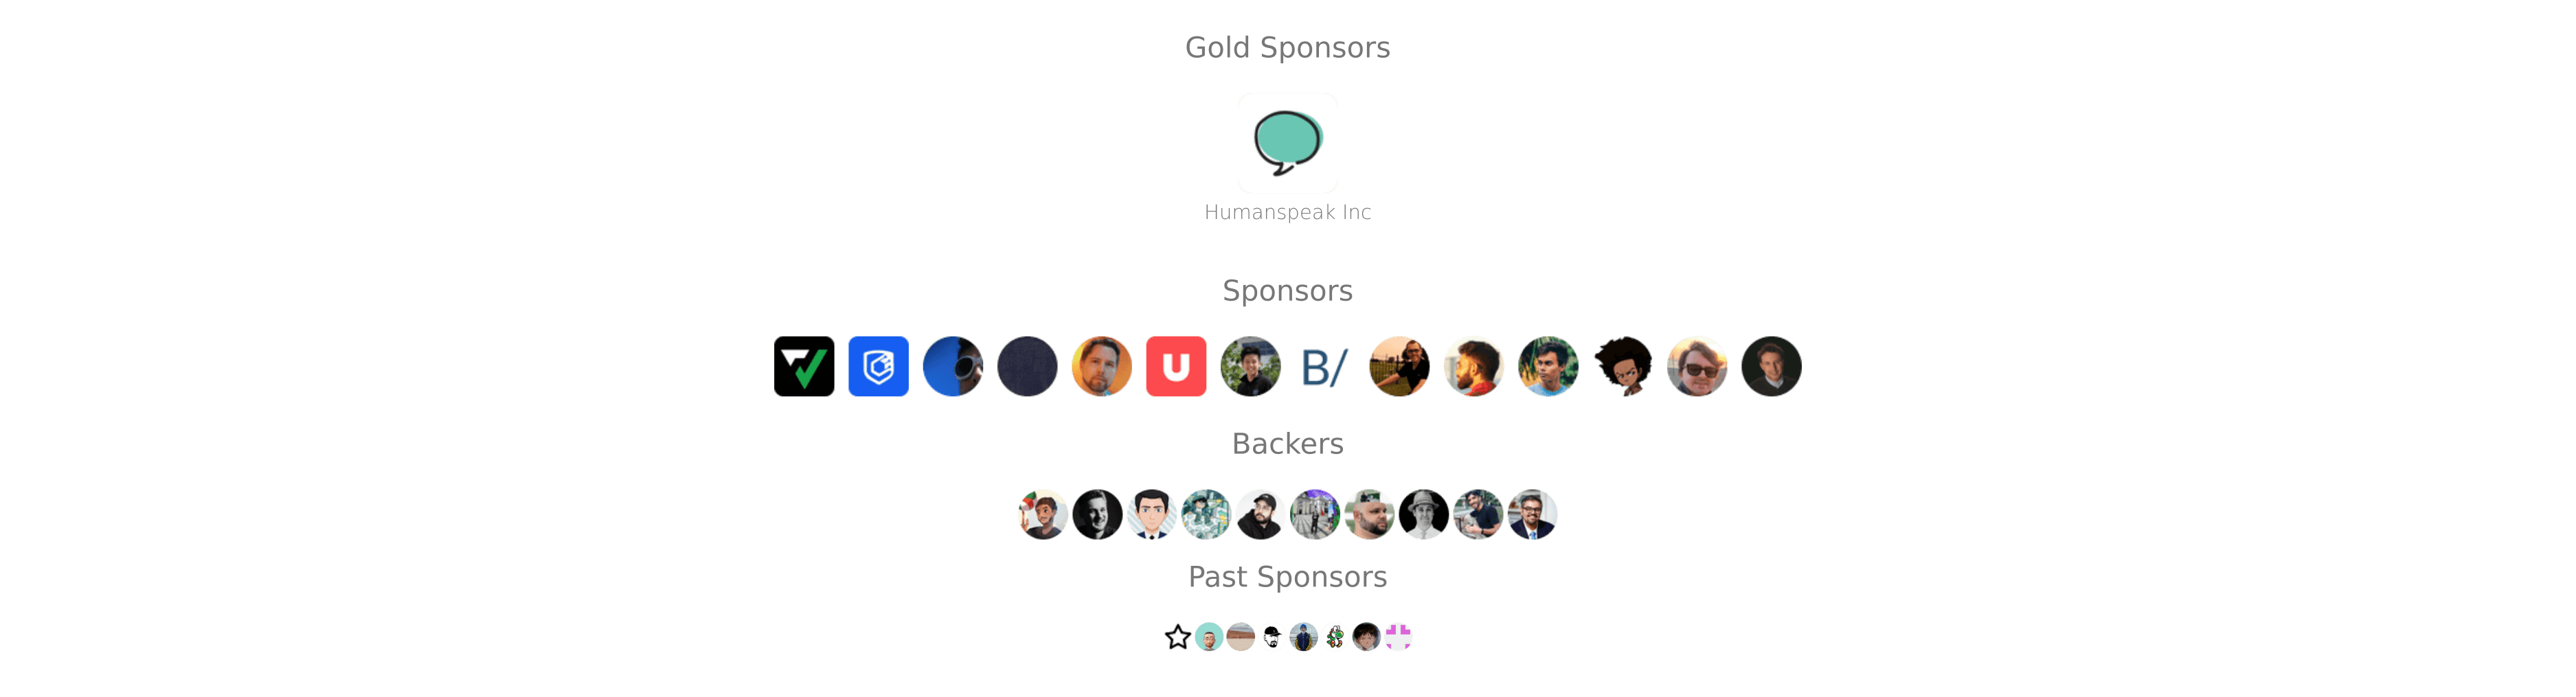 Gold Sponsors
Humanspeak Inc
Sponsors
U
B/
Backers
Past Sponsors